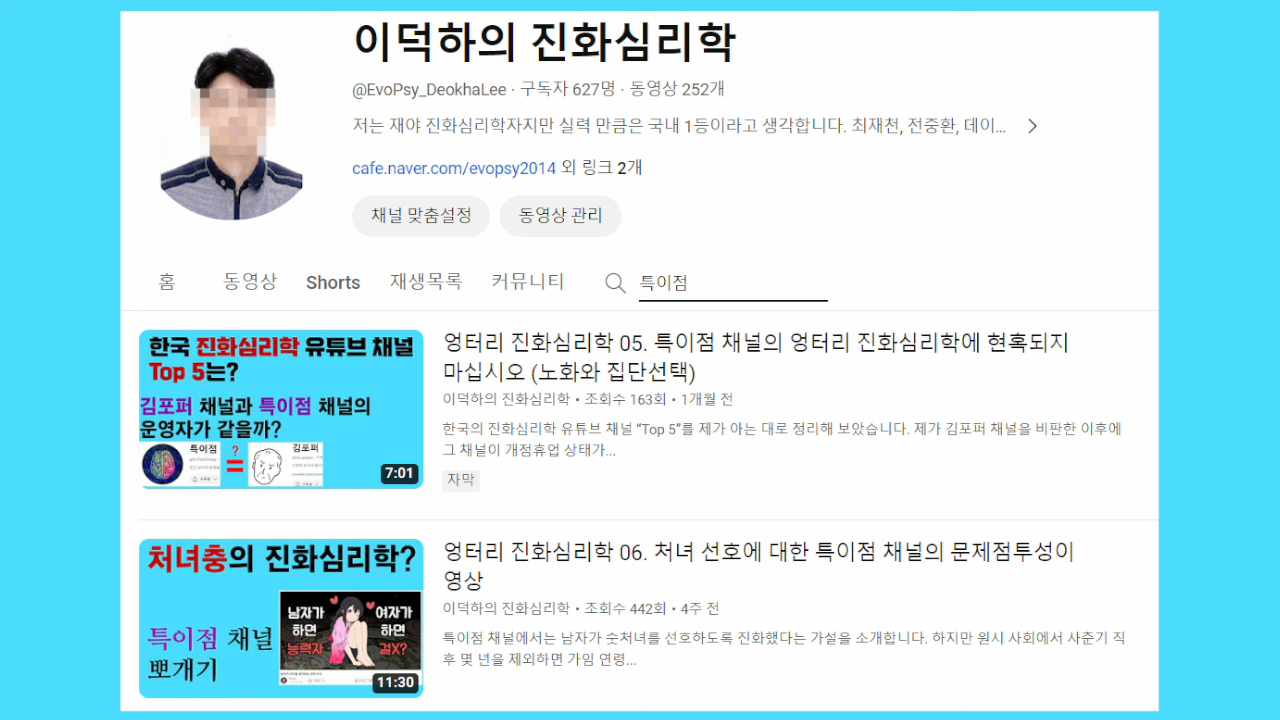 이덕하의 진화심리학
@EvoPsy_DeokhaLee · 구독자 627명 · 동영상 252개
저는 재야 진화심리학자지만 실력 만큼은 국내 1등이라고 생각합니다. 최재천, 전중환, 데이...
cafe.naver.com/evopsy2014 외 링크 2개
채널 맞춤설정 동영상 관리
홈 동영상 Shorts 재생목록 커뮤니티 특이점
한국 진화심리학 유튜브 채널
Top 5는?
김포퍼 채널과 특이점 채널의
운영자가 같을까?
특이점 ? = 김포퍼
7:01
엉터리 진화심리학 05. 특이점 채널의 엉터리 진화심리학에 현혹되지
마십시오 (노화와 집단선택)
이덕하의 진화심리학 • 조회수 163회 • 1개월 전
한국의 진화심리학 유튜브 채널 “Top 5”를 제가 아는 대로 정리해 보았습니다. 제가 김포퍼 채널을 비판한 이후에
그 채널이 개점휴업 상태가...
자막
처녀충의 진화심리학?
특이점 채널
뽀개기
남자가
하면
능력자
여자가
하면
걸X?
11:30
엉터리 진화심리학 06. 처녀 선호에 대한 특이점 채널의 문제점투성이
영상
이덕하의 진화심리학 • 조회수 442회 • 4주 전
특이점 채널에서는 남자가 숫처녀를 선호하도록 진화했다는 가설을 소개합니다. 하지만 원시 사회에서 사춘기 직
후 몇 년을 제외하면 가임 연령...